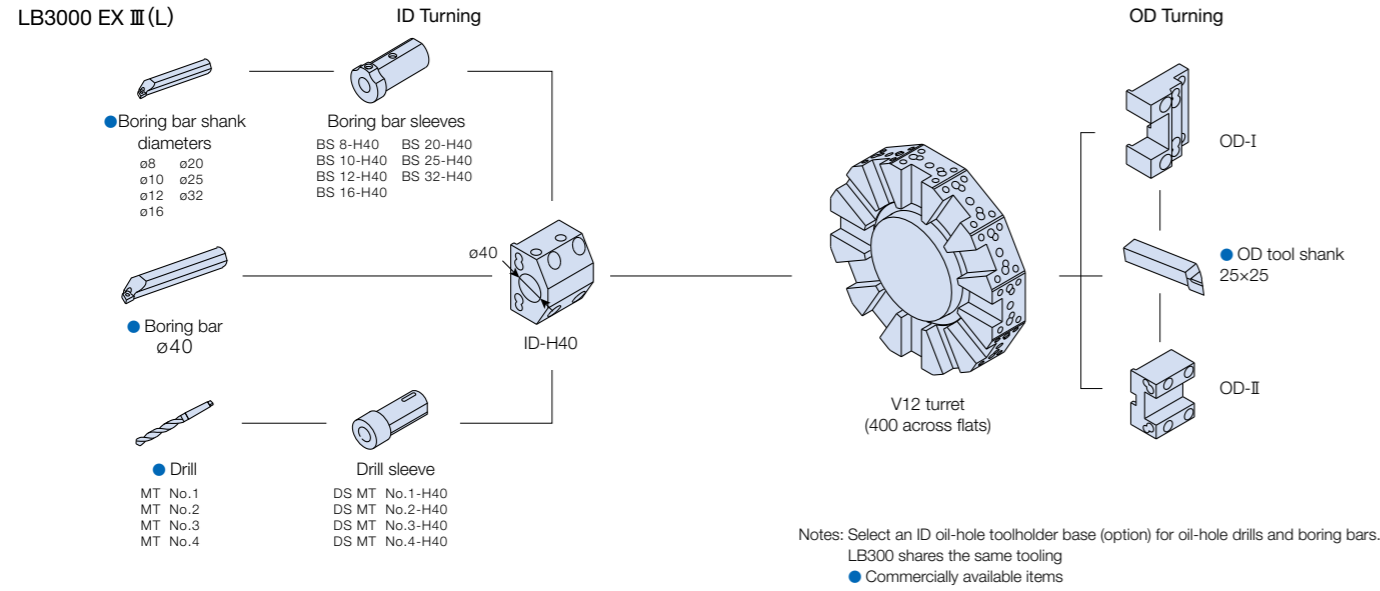 LB3000 EX Ⅲ(L)
ID Turning
OD Turning
● Boring bar shank
diameters
ø8 ø20
ø10 ø25
ø12 ø32
ø16
Boring bar sleeves
BS 8-H40 BS 20-H40
BS 10-H40 BS 25-H40
BS 12-H40 BS 32-H40
BS 16-H40
● Boring bar
ø40
ø40
ID-H40
● Drill
MT No.1
MT No.2
MT No.3
MT No.4
Drill sleeve
DS MT No.1-H40
DS MT No.2-H40
DS MT No.3-H40
DS MT No.4-H40
V12 turret
(400 across flats)
OD-I
● OD tool shank
25×25
OD-Ⅱ
Notes: Select an ID oil-hole toolholder base (option) for oil-hole drills and boring bars.
LB300 shares the same tooling
● Commercially available items